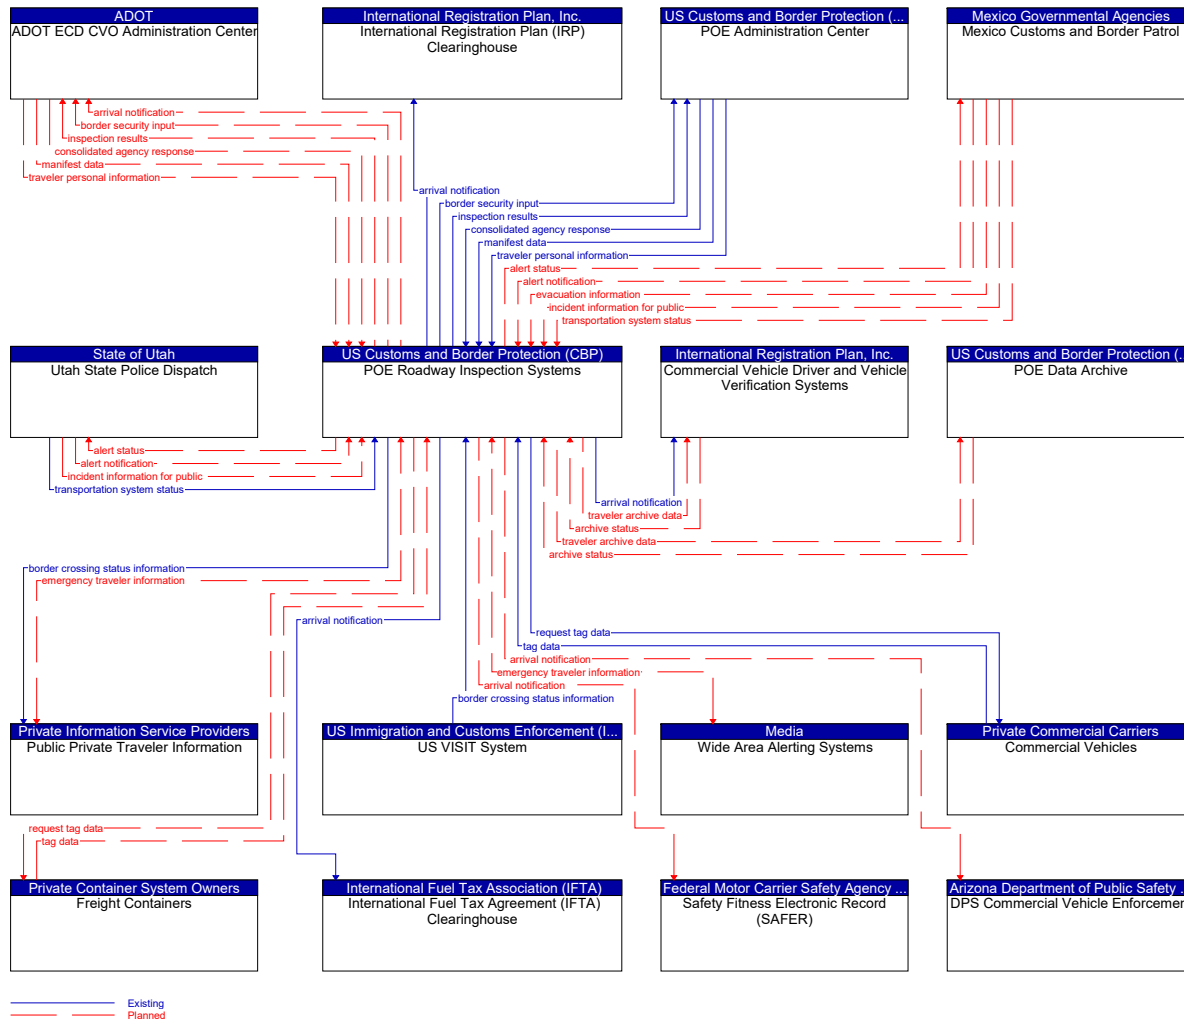 ADOT
ADOT ECD CVO Administration Center
International Registration Plan, Inc.
International Registration Plan (IRP)
Clearinghouse
US Customs and Border Protection (...
POE Administration Center
Mexico Governmental Agencies
Mexico Customs and Border Patrol
arrival notification
border security input
inspection results
consolidated agency response
manifest data
traveler personal information
arrival notification
border security input
inspection results
consolidated agency response
manifest data
traveler personal information
alert status
alert notification
evacuation information
incident information for public
transportation system status
State of Utah
Utah State Police Dispatch
US Customs and Border Protection (CBP)
POE Roadway Inspection Systems
International Registration Plan, Inc.
Commercial Vehicle Driver and Vehicle
Verification Systems
US Customs and Border Protection (...
POE Data Archive
alert status
alert notification
incident information for public
transportation system status
arrival notification
traveler archive data
archive status
traveler archive data
archive status
border crossing status information
emergency traveler information
arrival notification
request tag data
tag data
arrival notification
emergency traveler information
arrival notification
border crossing status information
Private Information Service Providers
Public Private Traveler Information
US Immigration and Customs Enforcement (I...
US VISIT System
Media
Wide Area Alerting Systems
Private Commercial Carriers
Commercial Vehicles
request tag data
tag data
Private Container System Owners
Freight Containers
International Fuel Tax Association (IFTA)
International Fuel Tax Agreement (IFTA)
Clearinghouse
Federal Motor Carrier Safety Agency ...
Safety Fitness Electronic Record
(SAFER)
Arizona Department of Public Safety ...
DPS Commercial Vehicle Enforcement
Existing
Planned